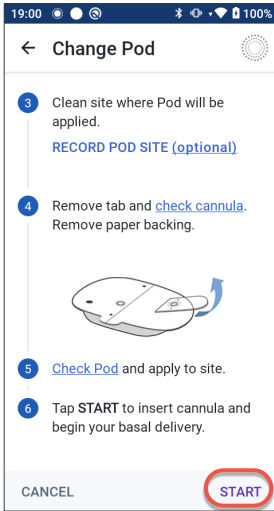 19:00 100%
Change Pod
3 Clean site where Pod will be
applied.
RECORD POD SITE (optional)
4 Remove tab and check cannula.
Remove paper backing.
5 Check Pod and apply to site.
6 Tap START to insert cannula and
begin your basal delivery.
CANCEL START